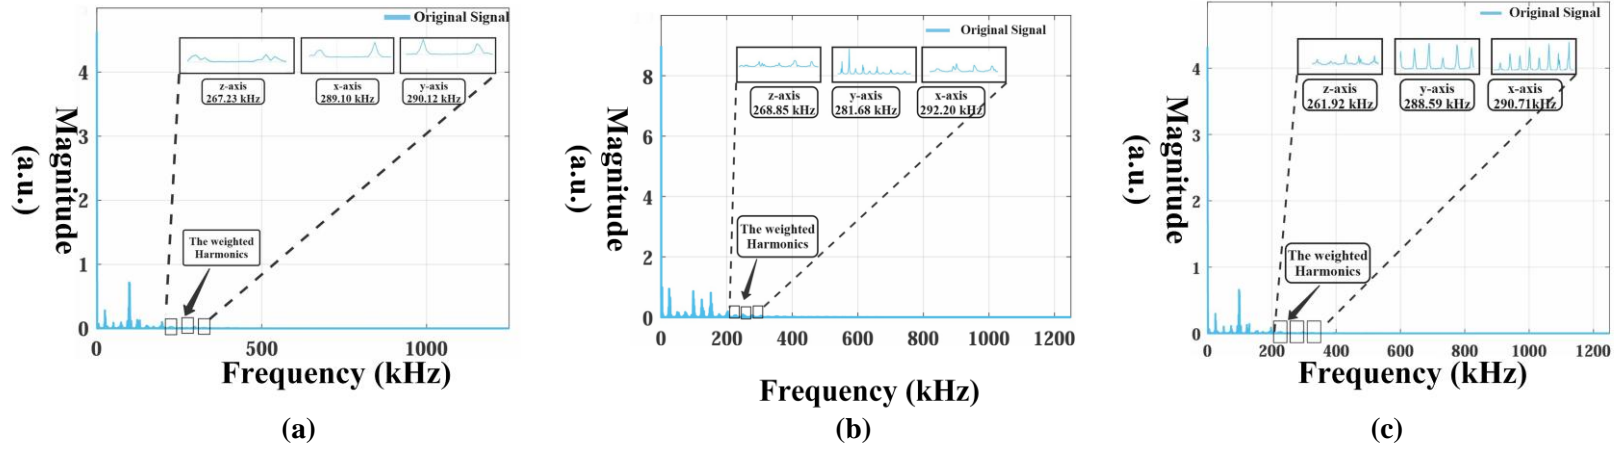 Original Signal
z-axis
267.23 kHz
x-axis
289.10 kHz
y-axis
290.12 kHz
The weighted
Harmonics
Magnitude
(a.u.)
4
3
2
1
0
0
500
1000
Frequency (kHz)
(a)
Original Signal
z-axis
268.85 kHz
y-axis
281.68 kHz
x-axis
292.20 kHz
The weighted
Harmonics
Magnitude
(a.u.)
8
6
4
2
0
0
200
400
600
800
1000
1200
Frequency (kHz)
(b)
Original Signal
z-axis
261.92 kHz
y-axis
288.59 kHz
x-axis
290.71kHz
The weighted
Harmonics
Magnitude
(a.u.)
4
3
2
1
0
0
200
400
600
800
1000
1200
Frequency (kHz)
(c)